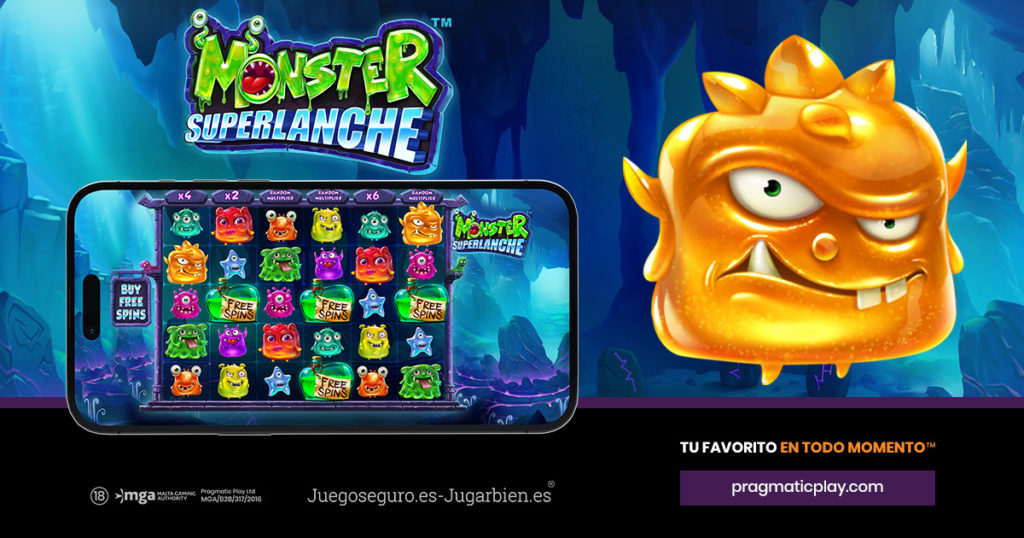 MONSTER™
SUPERLANCHE
x4
x2
RANDOM
MULTIPLIER
RANDOM
MULTIPLIER
x6
RANDOM
MULTIPLIER
MONSTER
SUPERLANCHE
BUY
FREE
SPINS
FREE
SPINS
FREE
SPINS
FREE
SPINS
FREE
SPINS
TU FAVORITO EN TODO MOMENTO™
pragmaticplay.com
18
mga MALTA GAMING
AUTHORITY
Pragmatic Play Ltd
MGA/B2B/317/2016
Juegoseguro.es-Jugarbien.es®